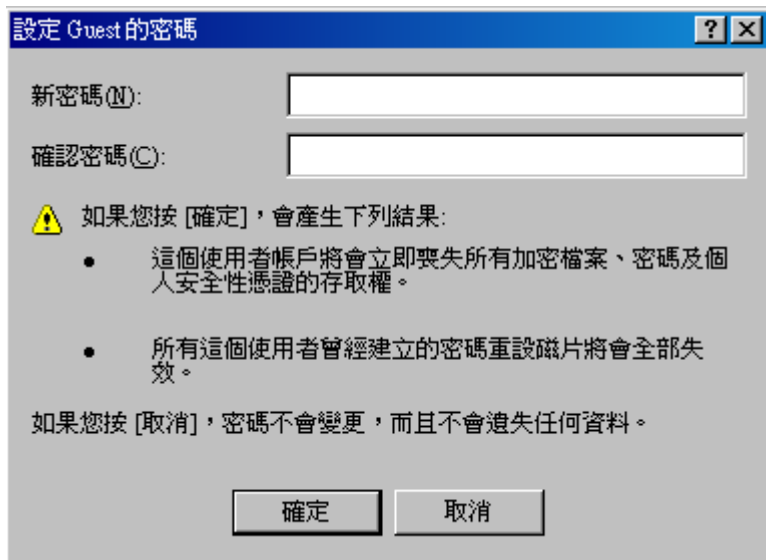 設定 Guest 的密碼
新密碼(N):
確認密碼(C):
如果您按 [確定]，會產生下列結果:
● 這個使用者帳戶將會立即喪失所有加密檔案、密碼及個
人安全性憑證的存取權。
● 所有這個使用者曾經建立的密碼重設磁片將會全部失
效。
如果您按 [取消]，密碼不會變更，而且不會遺失任何資料。
確定
取消